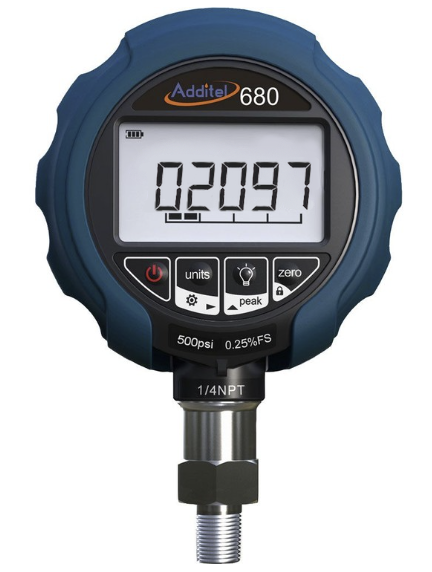 Additel 680
02097
units
zero
peak
500psi 0.25%FS
1/4NPT